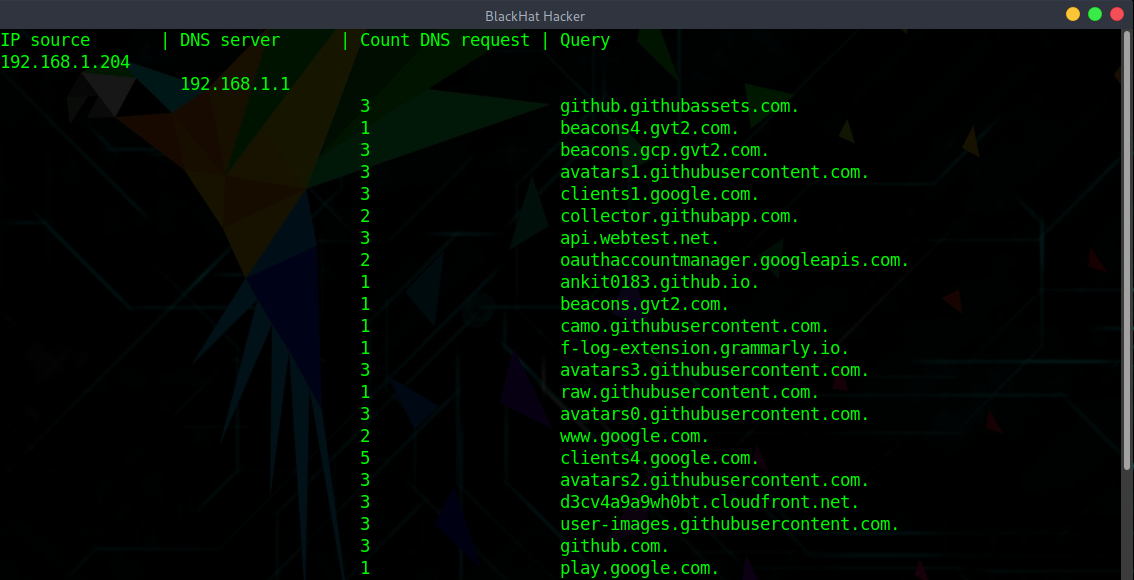 BlackHat Hacker
IP source | DNS server | Count DNS request | Query
192.168.1.204
192.168.1.1
3 github.githubassets.com.
1 beacons4.gvt2.com.
3 beacons.gcp.gvt2.com.
3 avatars1.githubusercontent.com.
3 clients1.google.com.
2 collector.githubapp.com.
3 api.webtest.net.
2 oauthaccountmanager.googleapis.com.
1 ankit0183.github.io.
1 beacons.gvt2.com.
1 camo.githubusercontent.com.
1 f-log-extension.grammarly.io.
3 avatars3.githubusercontent.com.
1 raw.githubusercontent.com.
3 avatars0.githubusercontent.com.
2 www.google.com.
5 clients4.google.com.
3 avatars2.githubusercontent.com.
3 d3cv4a9a9wh0bt.cloudfront.net.
3 user-images.githubusercontent.com.
3 github.com.
1 play.google.com.